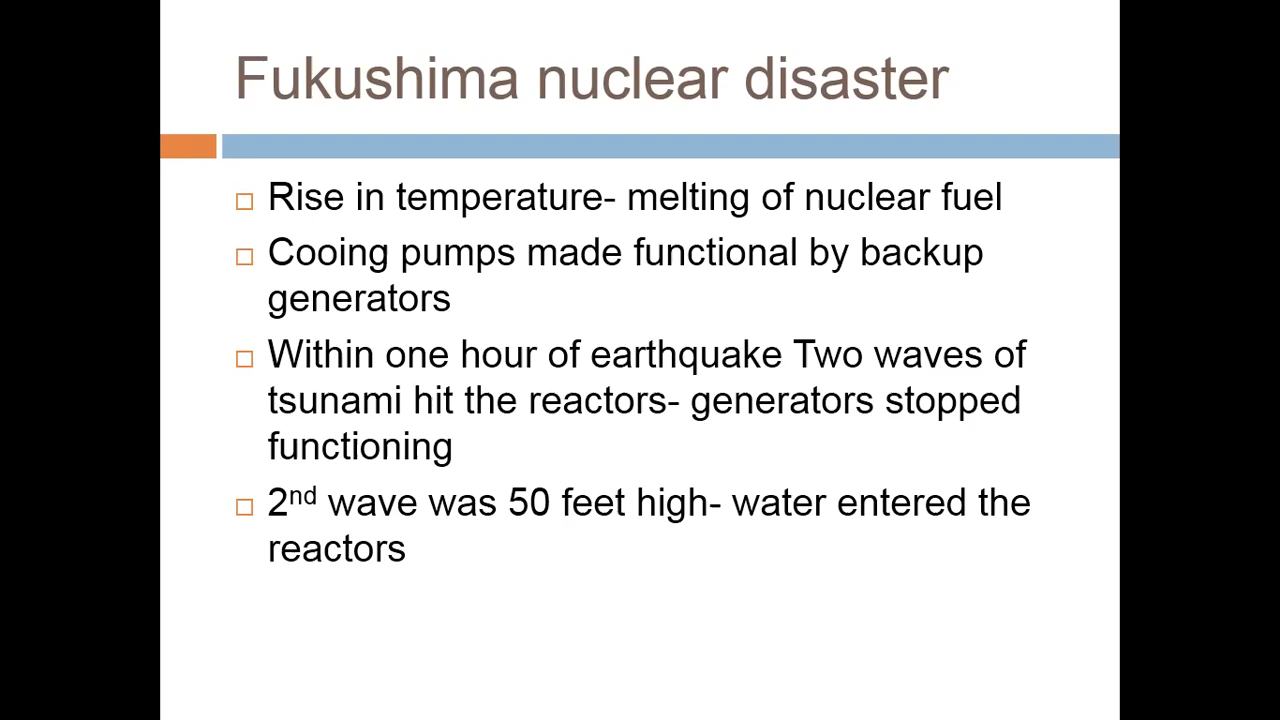 Fukushima nuclear disaster
Rise in temperature- melting of nuclear fuel
Cooing pumps made functional by backup
generators
Within one hour of earthquake Two waves of
tsunami hit the reactors- generators stopped
functioning
2nd wave was 50 feet high- water entered the
reactors